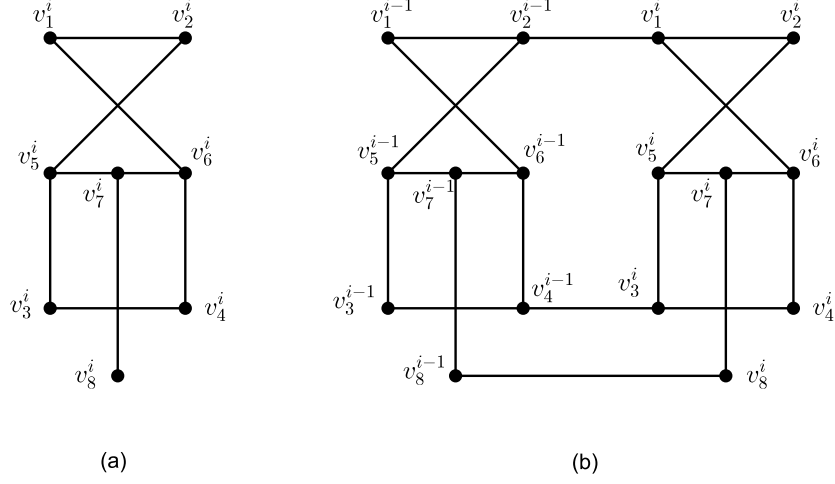 $v_1^i$ $v_2^i$ $v_1^{i-1}$ $v_2^{i-1}$ $v_1^i$ $v_2^i$
$v_5^i$ $v_6^i$ $v_5^{i-1}$ $v_6^{i-1}$ $v_5^i$ $v_6^i$
$v_7^i$ $v_7^{i-1}$ $v_7^i$
$v_3^i$ $v_4^i$ $v_3^{i-1}$ $v_4^{i-1}$ $v_3^i$ $v_4^i$
$v_8^i$ $v_8^{i-1}$ $v_8^i$
(a) (b)